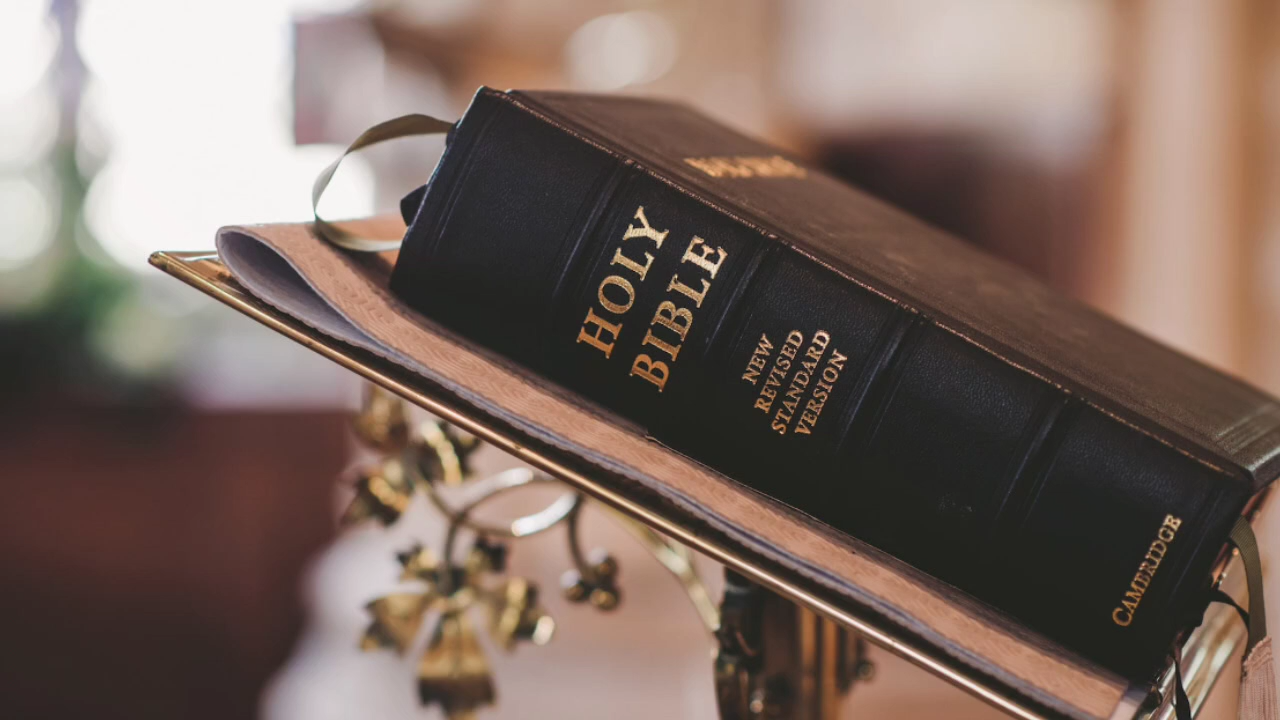 HOLY
BIBLE
NEW
REVISED
STANDARD
VERSION
CAMBRIDGE